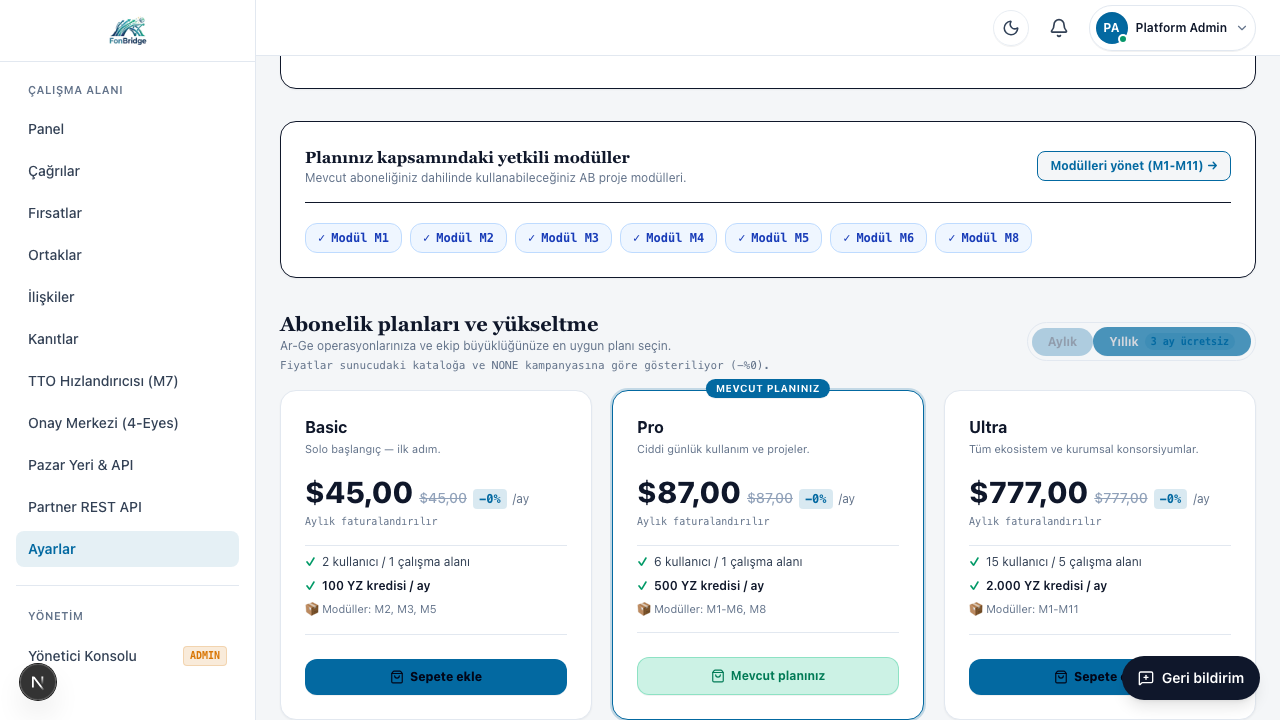 FonBridge
PA Platform Admin
ÇALIŞMA ALANI
Panel
Çağrılar
Fırsatlar
Ortaklar
İlişkiler
Kanıtlar
TTO Hızlandırıcısı (M7)
Onay Merkezi (4-Eyes)
Pazar Yeri & API
Partner REST API
Ayarlar
YÖNETİM
Yönetici Konsolu ADMIN
N
Planınız kapsamındaki yetkili modüller
Mevcut aboneliğiniz dahilinde kullanabileceğiniz AB proje modülleri.
Modülleri yönet (M1-M11) →
✓ Modül M1 ✓ Modül M2 ✓ Modül M3 ✓ Modül M4 ✓ Modül M5 ✓ Modül M6 ✓ Modül M8
Abonelik planları ve yükseltme
Ar-Ge operasyonlarınıza ve ekip büyüklüğünüze en uygun planı seçin.
Fiyatlar sunucudaki kataloğa ve NONE kampanyasına göre gösteriliyor (−%0).
Aylık Yıllık 3 ay ücretsiz
Basic
Solo başlangıç — ilk adım.
$45,00 $45,00 −0% /ay
Aylık faturalandırılır
2 kullanıcı / 1 çalışma alanı
100 YZ kredisi / ay
Modüller: M2, M3, M5
Sepete ekle
MEVCUT PLANINIZ
Pro
Ciddi günlük kullanım ve projeler.
$87,00 $87,00 −0% /ay
Aylık faturalandırılır
6 kullanıcı / 1 çalışma alanı
500 YZ kredisi / ay
Modüller: M1-M6, M8
Mevcut planınız
Ultra
Tüm ekosistem ve kurumsal konsorsiyumlar.
$777,00 $777,00 −0% /ay
Aylık faturalandırılır
15 kullanıcı / 5 çalışma alanı
2.000 YZ kredisi / ay
Modüller: M1-M11
Sepete
Geri bildirim